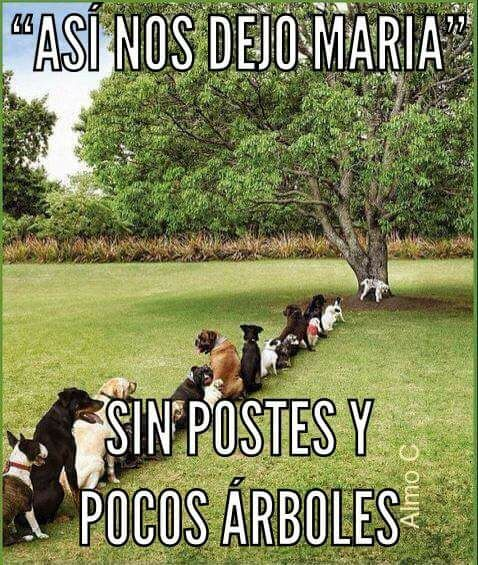 “ASÍ NOS DEJO MARIA”
SIN POSTES Y
POCOS ÁRBOLES
Almo C